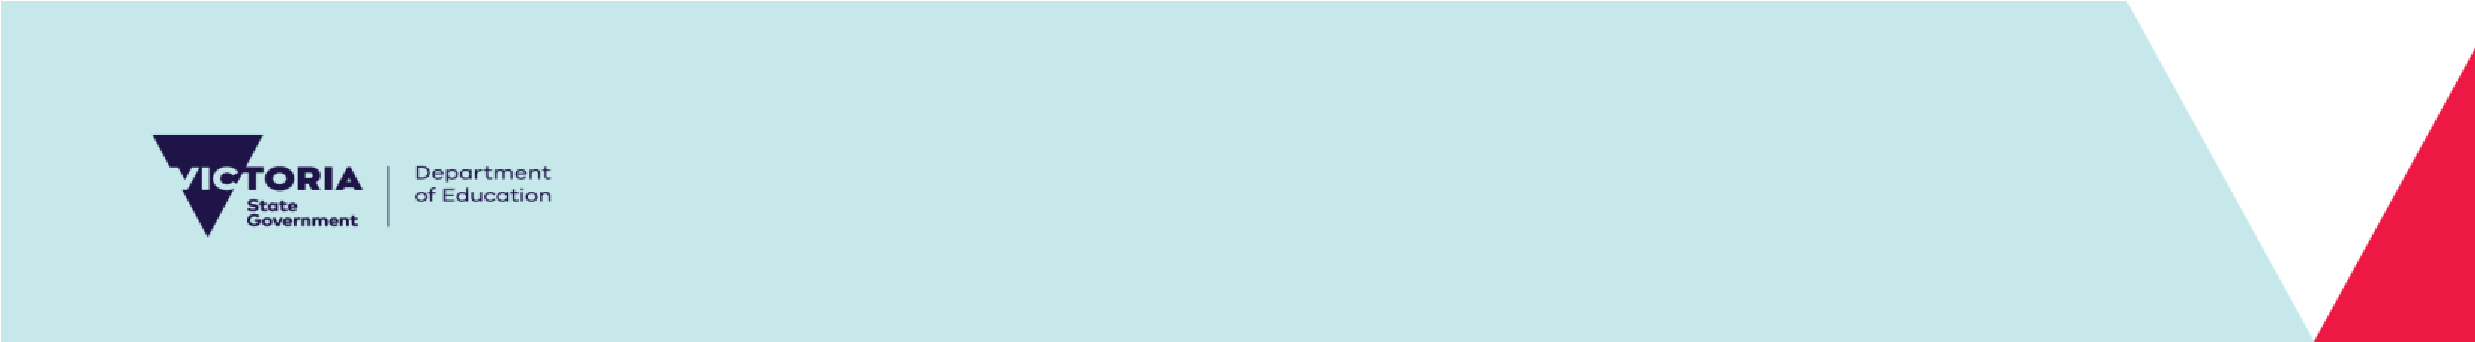 VICTORIA
State
Government
Department
of Education